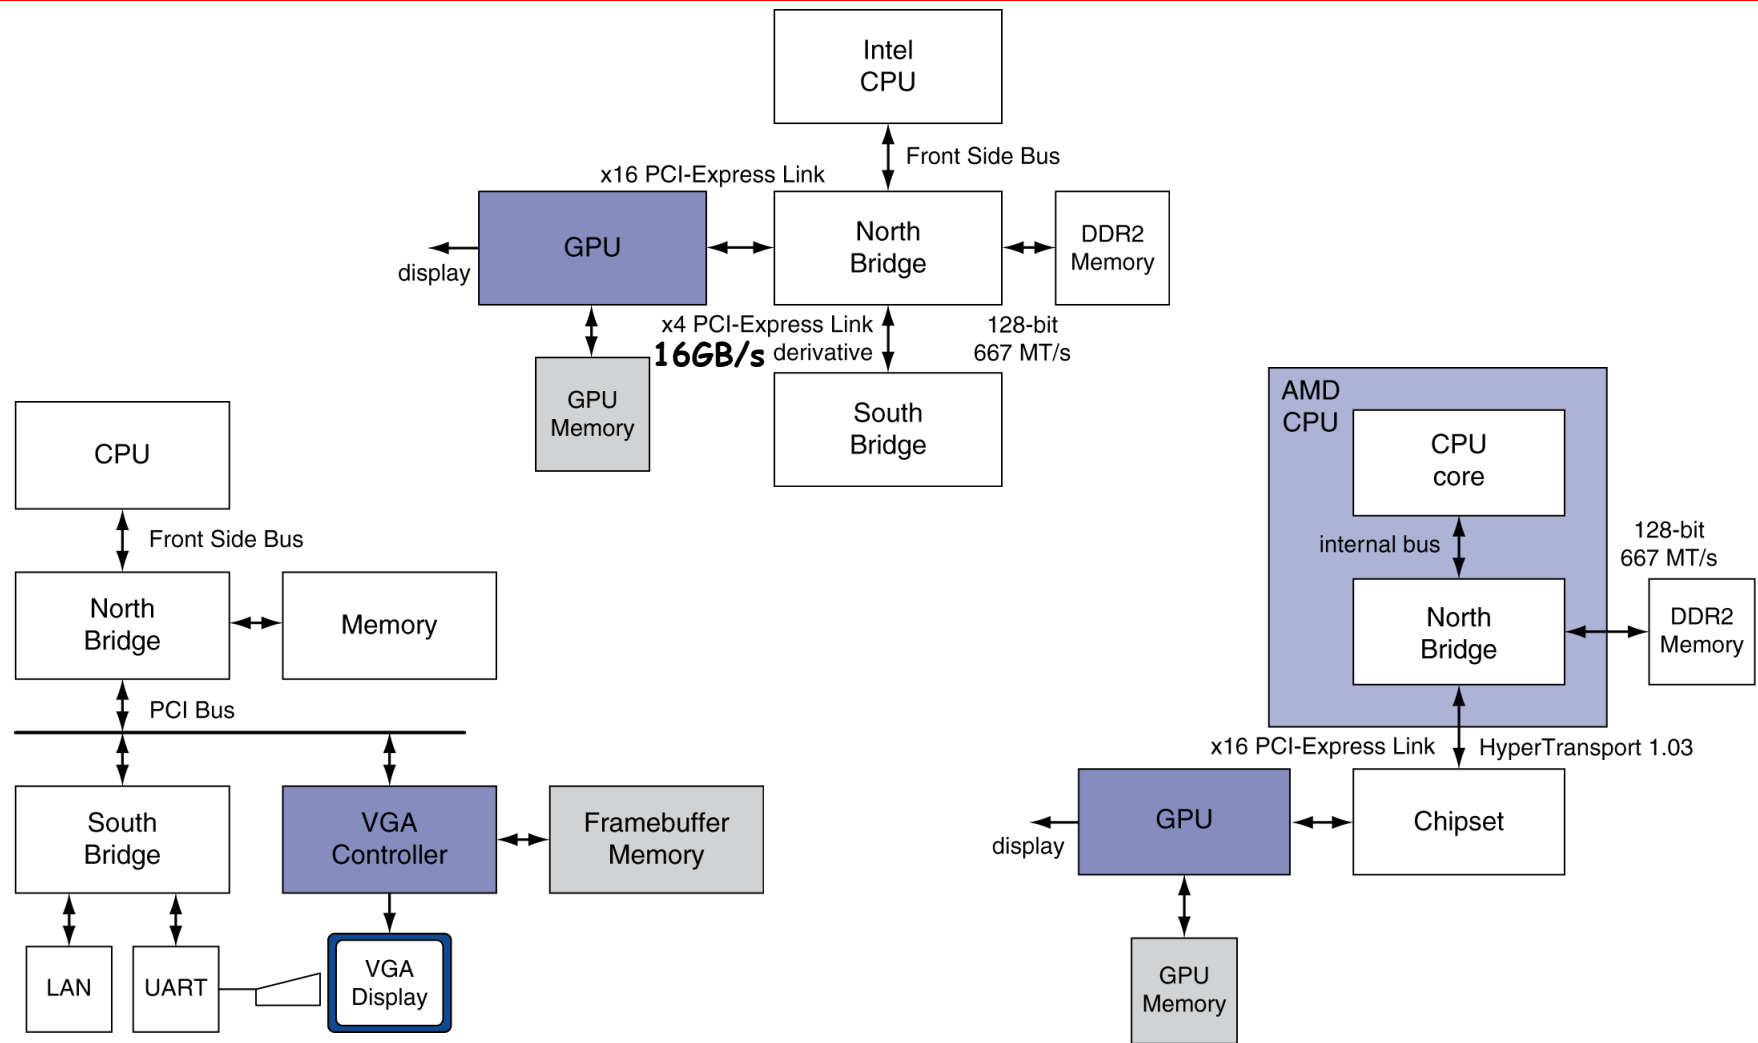 Intel
CPU
Front Side Bus
x16 PCI-Express Link
GPU
North
Bridge
DDR2
Memory
display
x4 PCI-Express Link
16GB/s derivative
128-bit
667 MT/s
GPU
Memory
South
Bridge
CPU
Front Side Bus
North
Bridge
Memory
PCI Bus
South
Bridge
VGA
Controller
Framebuffer
Memory
LAN
UART
VGA
Display
AMD
CPU
CPU
core
internal bus
128-bit
667 MT/s
North
Bridge
DDR2
Memory
x16 PCI-Express Link
HyperTransport 1.03
GPU
Chipset
display
GPU
Memory